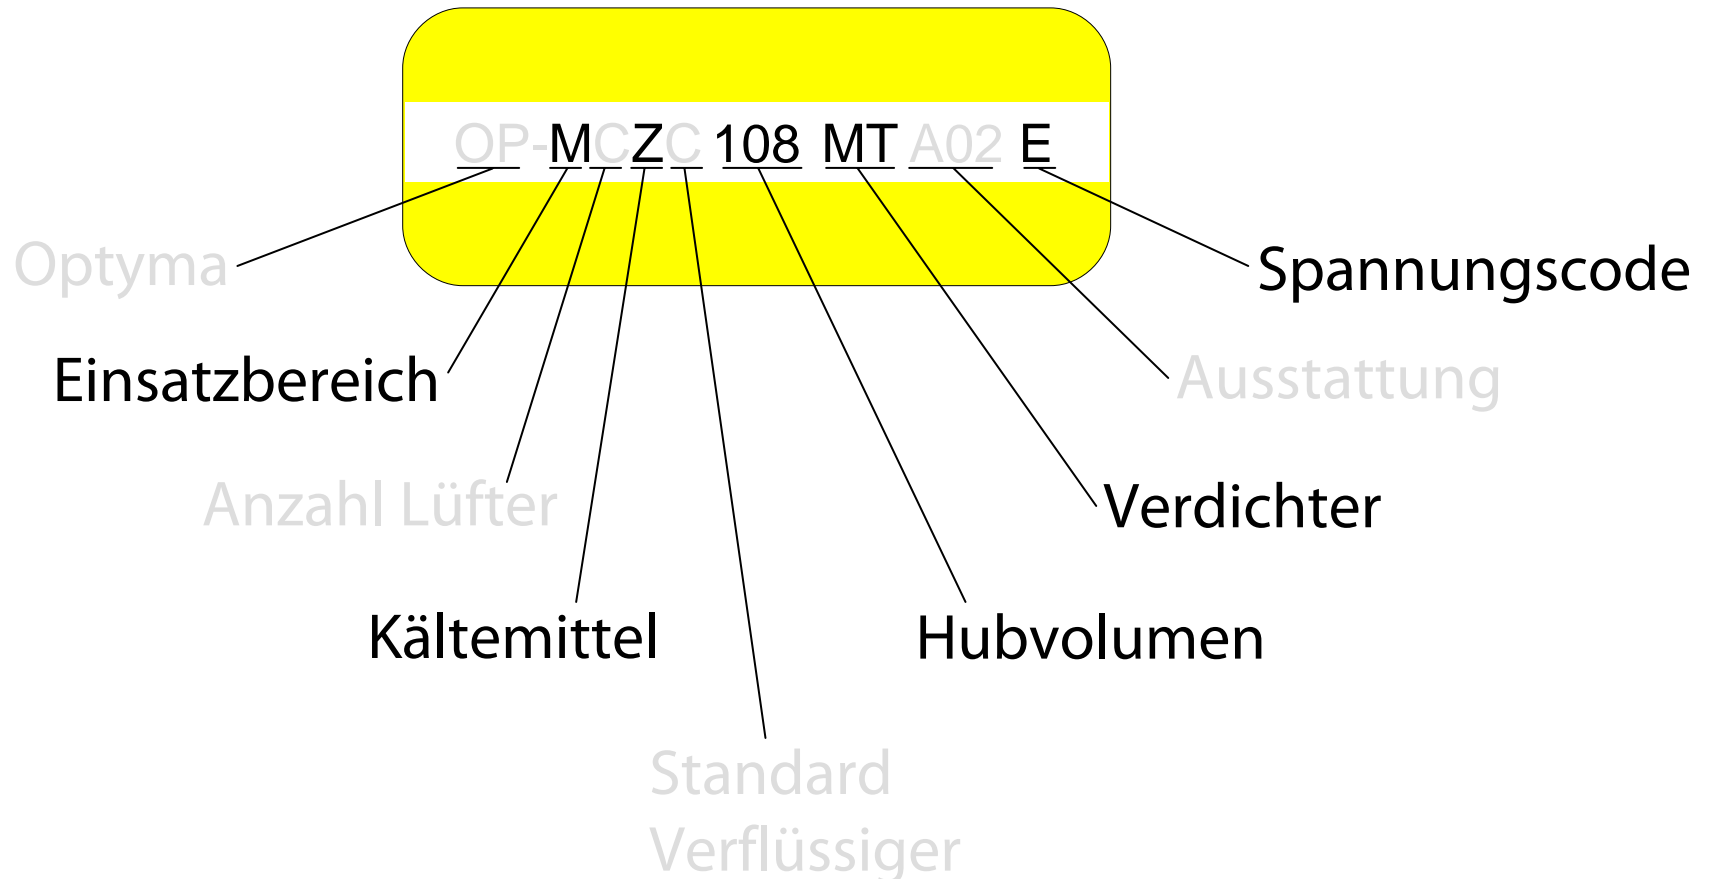 OP-MCZC 108 MT A02 E
Optyma
Spannungscode
Einsatzbereich
Ausstattung
Anzahl Lüfter
Verdichter
Kältemittel
Hubvolumen
Standard
Verflüssiger